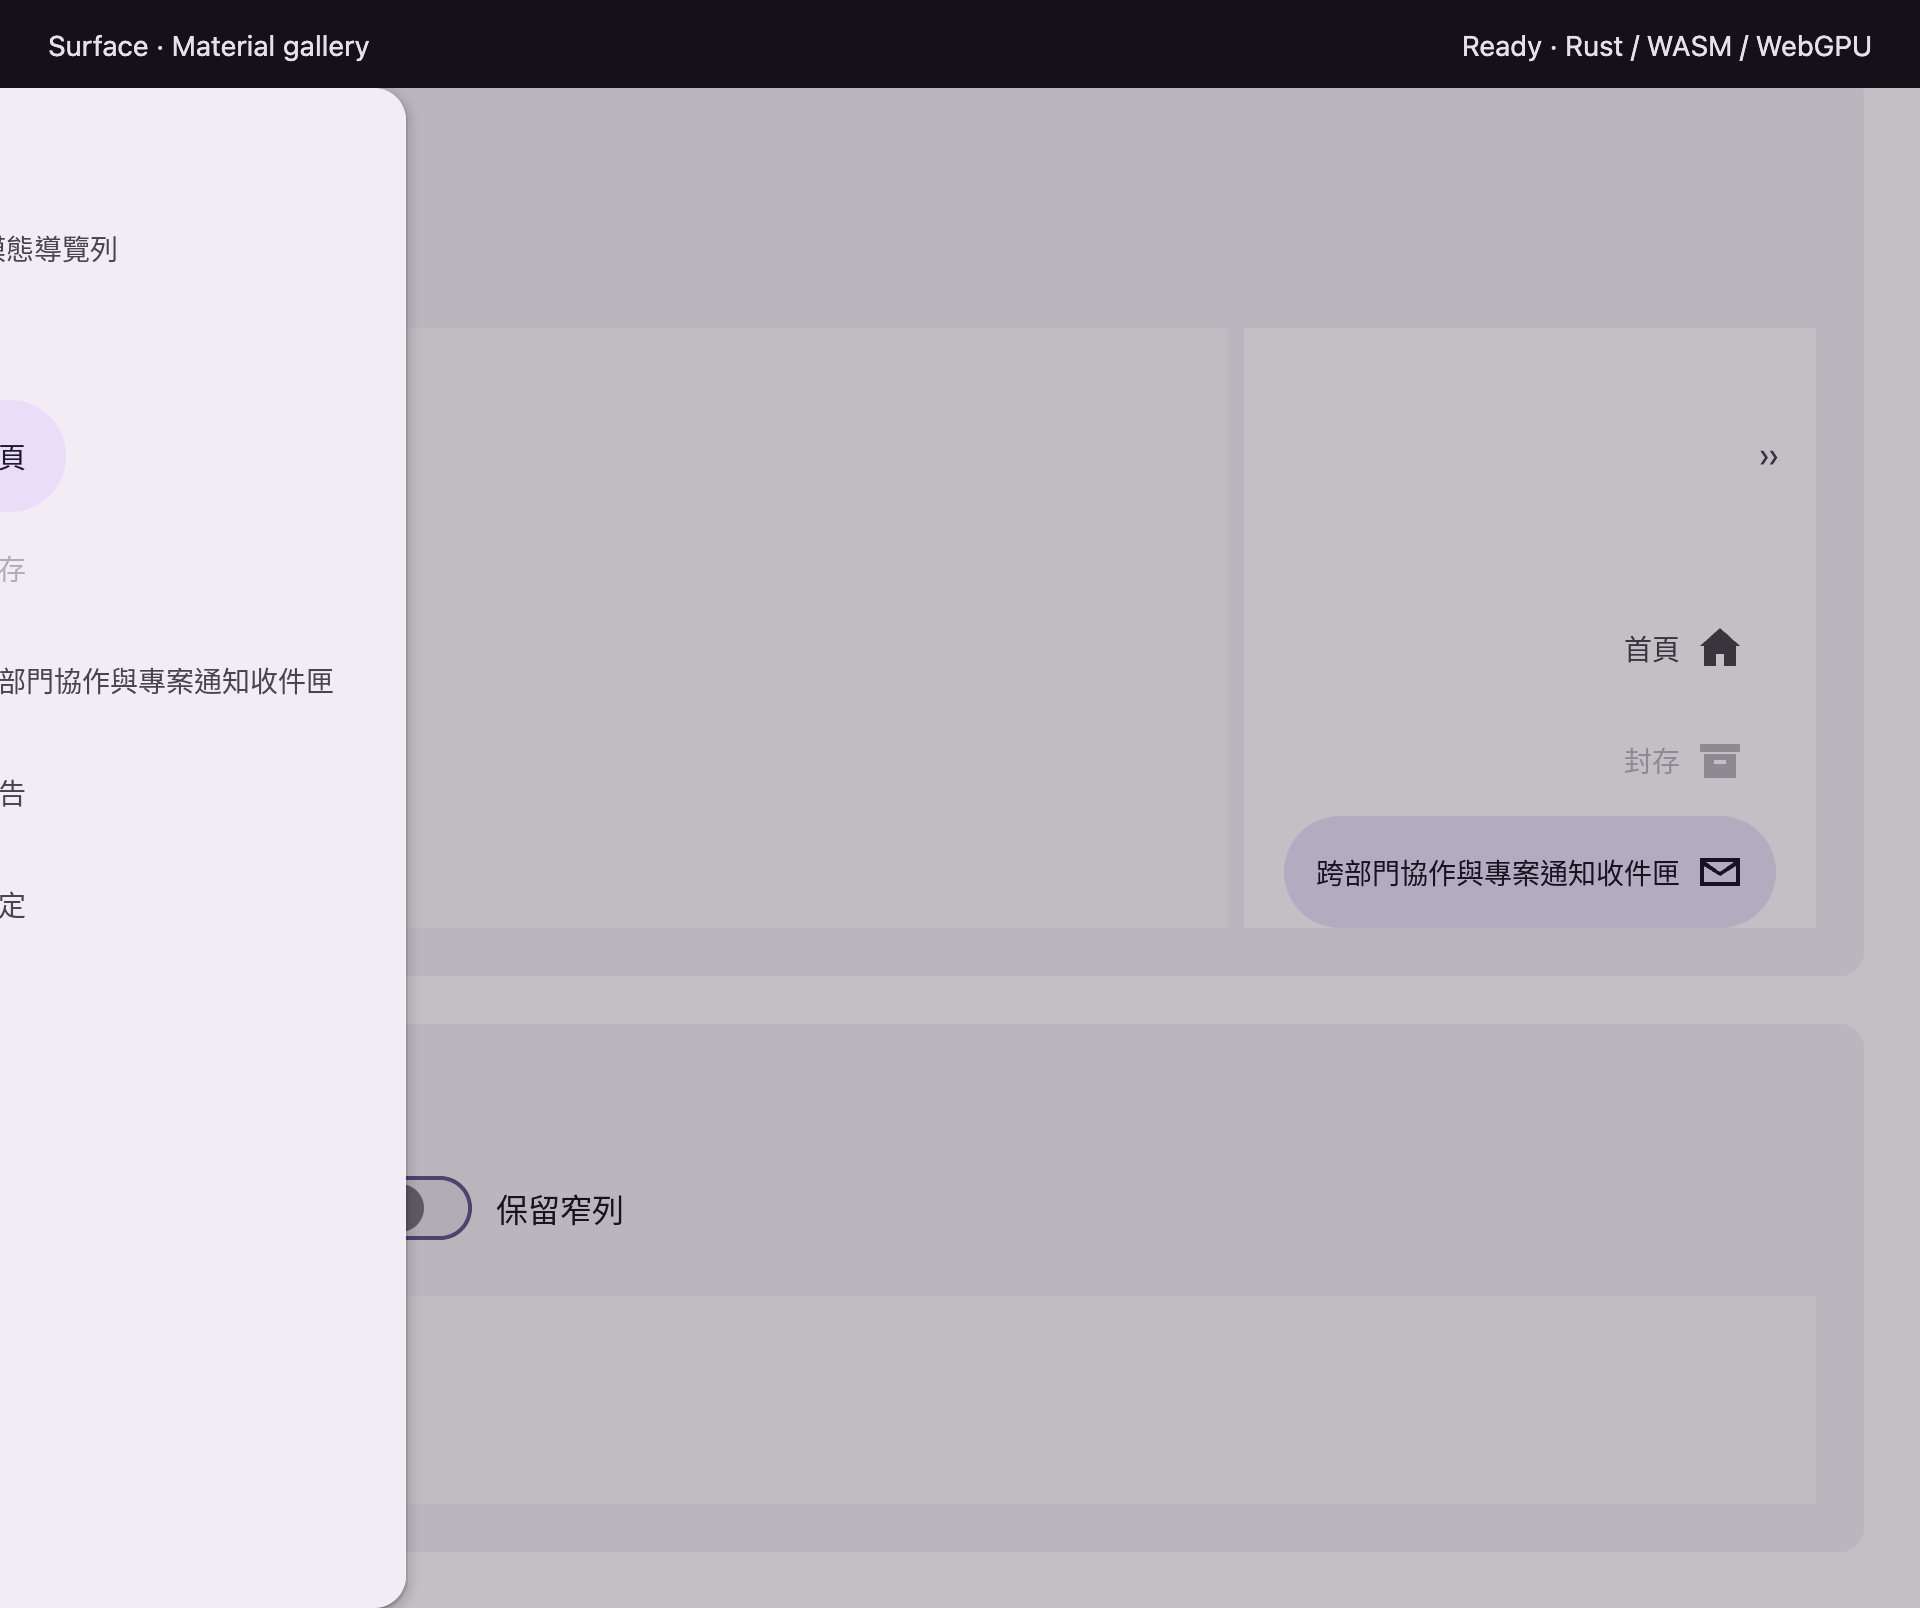 Surface · Material gallery
Ready · Rust / WASM / WebGPU
態導覽列
頁
存
部門協作與專案通知收件匣
告
定
››
首頁
封存
跨部門協作與專案通知收件匣
保留窄列